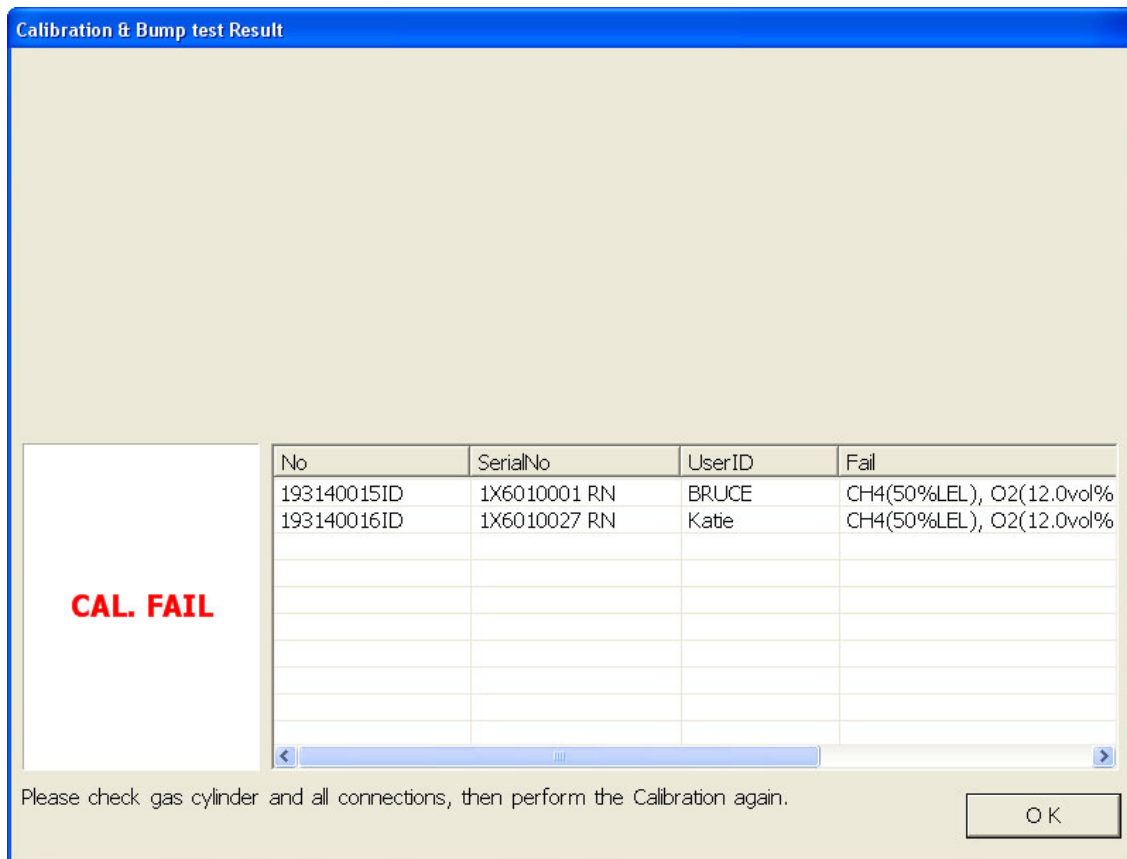 Calibration & Bump test Result
No SerialNo UserID Fail
193140015ID 1X6010001 RN BRUCE CH4(50%LEL), O2(12.0vol%
193140016ID 1X6010027 RN Katie CH4(50%LEL), O2(12.0vol%
CAL. FAIL
Please check gas cylinder and all connections, then perform the Calibration again.
OK